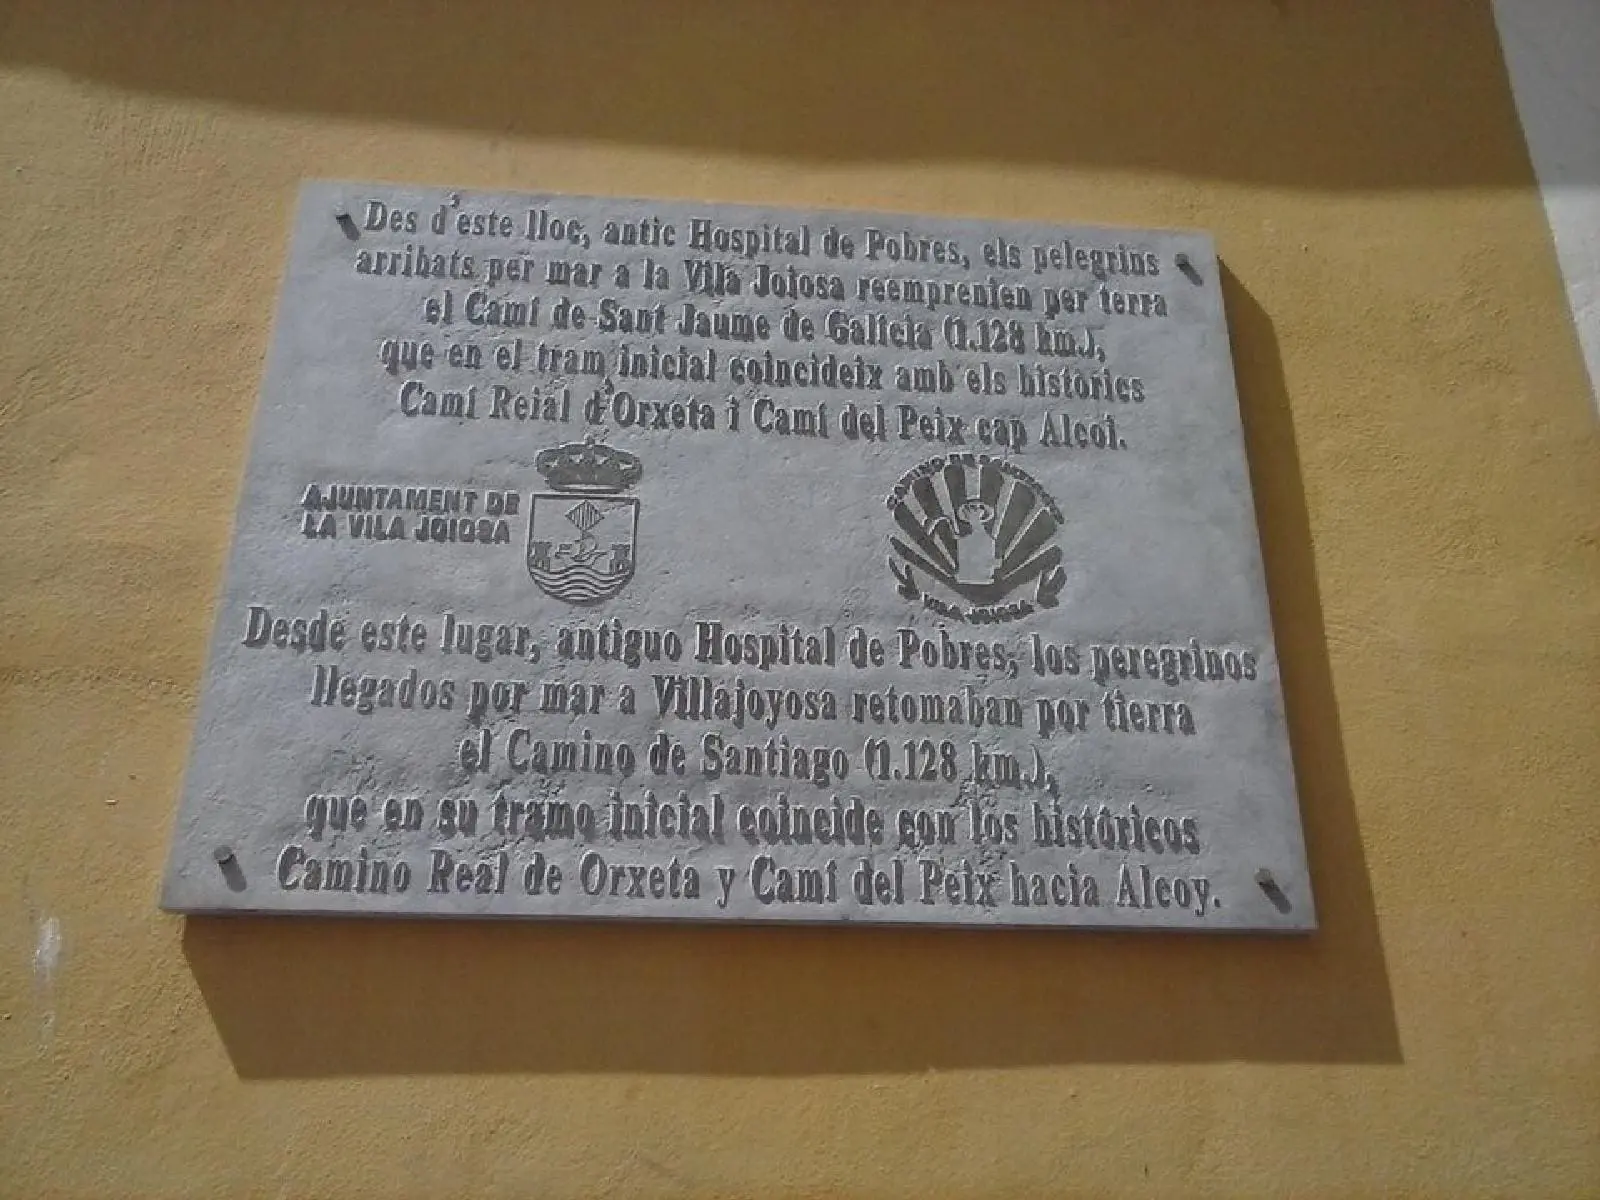 Des d'este lloc, antic Hospital de Pobres, els pelegrins
arribats per mar a la Vila Joiosa reemprenien per terra
el Camí de Sant Jaume de Galícia (1.128 km.),
que en el tram inicial coincideix amb els històrics
Camí Reial d'Orxeta i Camí del Peix cap Alcoi.
AJUNTAMENT DE
LA VILA JOIOSA
CAMINO DE SANTIAGO
VILA JOIOSA
Desde este lugar, antiguo Hospital de Pobres, los peregrinos
llegados por mar a Villajoyosa retomaban por tierra
el Camino de Santiago (1.128 km.),
que en su tramo inicial coincide con los históricos
Camino Real de Orxeta y Camí del Peix hacia Alcoy.